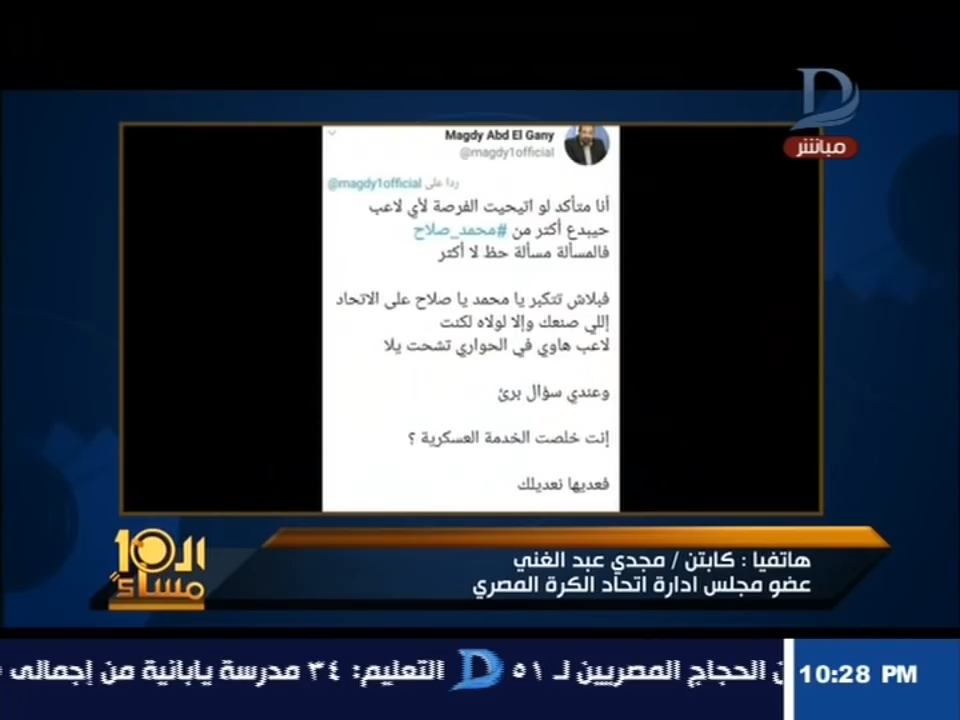 مباشر
Magdy Abd El Gany
@magdy1official
ردا على @magdy1official
أنا متأكد لو اتيحيت الفرصة لأي لاعب
حيبدع أكثر من #محمد_صلاح
فالمسألة مسألة حظ لا أكثر
فبلاش تتكبر يا محمد يا صلاح على الاتحاد
إللي صنعك وإلا لولاه لكنت
لاعب هاوي في الحواري تشحت يلا
وعندي سؤال برئ
إنت خلصت الخدمة العسكرية ؟
فعديها نعديلك
هاتفيا : كابتن / مجدي عبد الغني
عضو مجلس ادارة اتحاد الكرة المصري
الـ10
مساءً
الحجاج المصريين لـ ٥١ التعليم: ٣٤ مدرسة يابانية من إجمالى
10:28 PM